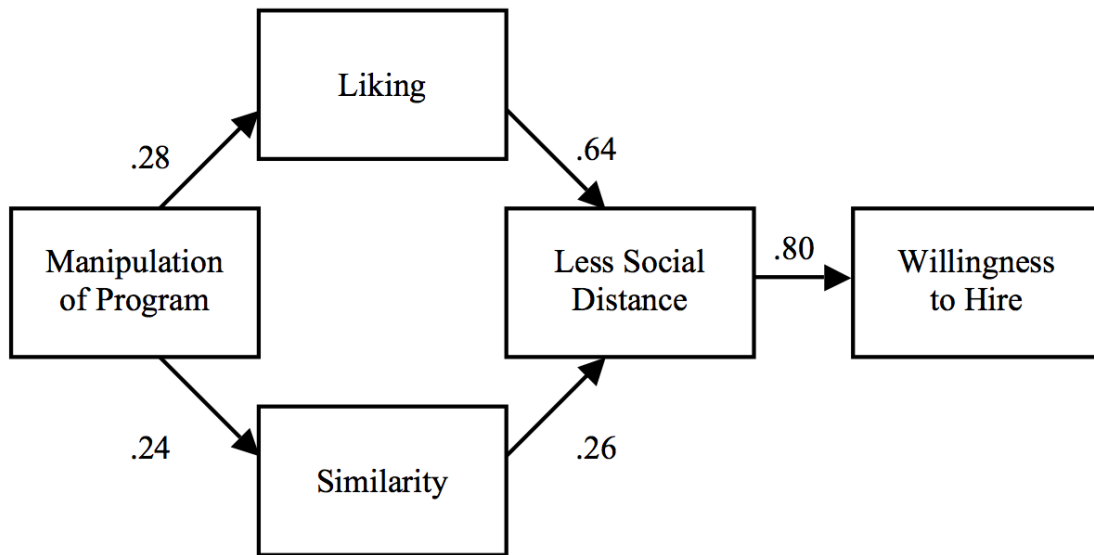 Liking
.28
.64
Manipulation
of Program
Less Social
Distance
.80
Willingness
to Hire
.24
.26
Similarity